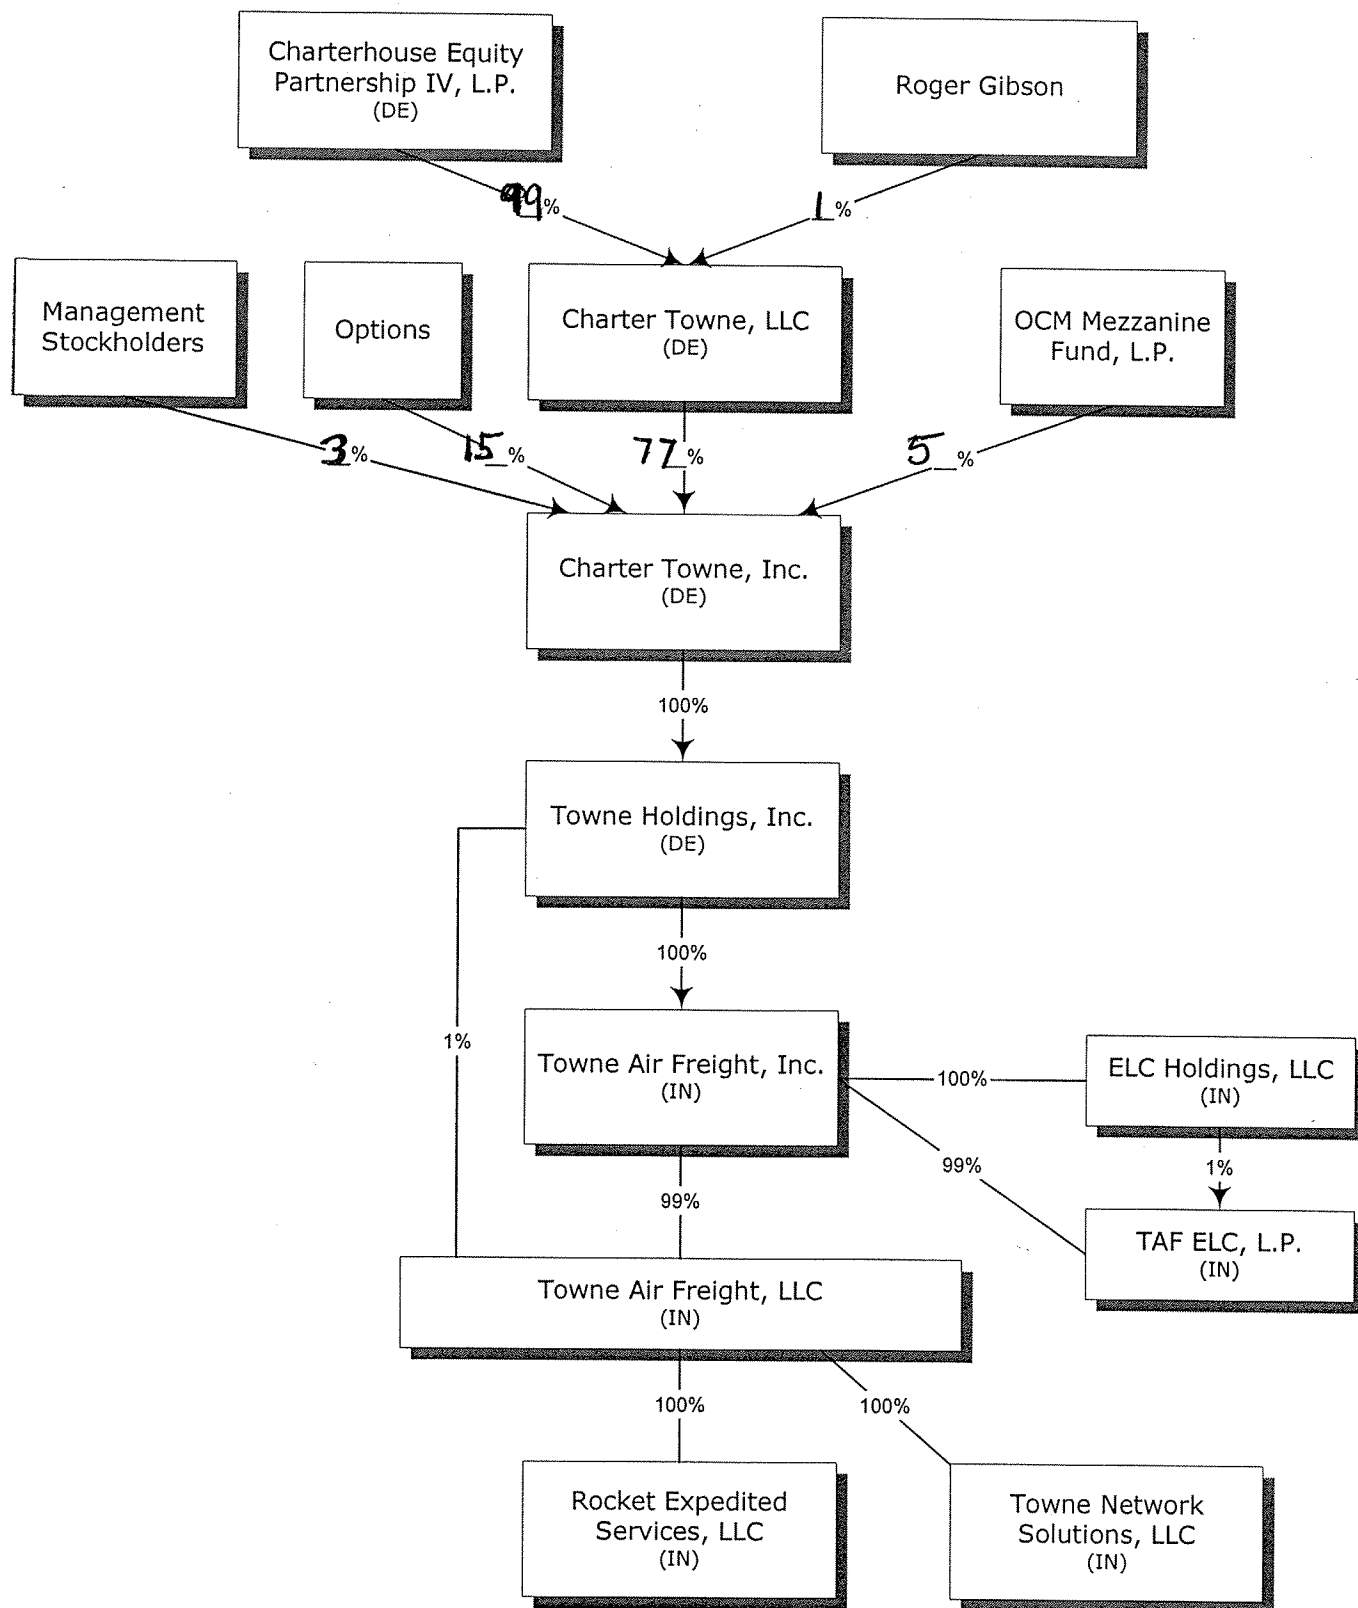 Charterhouse Equity
Partnership IV, L.P.
(DE)
Roger Gibson
99%
1%
Management
Stockholders
Options
Charter Towne, LLC
(DE)
OCM Mezzanine
Fund, L.P.
3%
15%
77%
5%
Charter Towne, Inc.
(DE)
100%
Towne Holdings, Inc.
(DE)
100%
1%
Towne Air Freight, Inc.
(IN)
100%
ELC Holdings, LLC
(IN)
99%
1%
99%
TAF ELC, L.P.
(IN)
Towne Air Freight, LLC
(IN)
100%
100%
Rocket Expedited
Services, LLC
(IN)
Towne Network
Solutions, LLC
(IN)